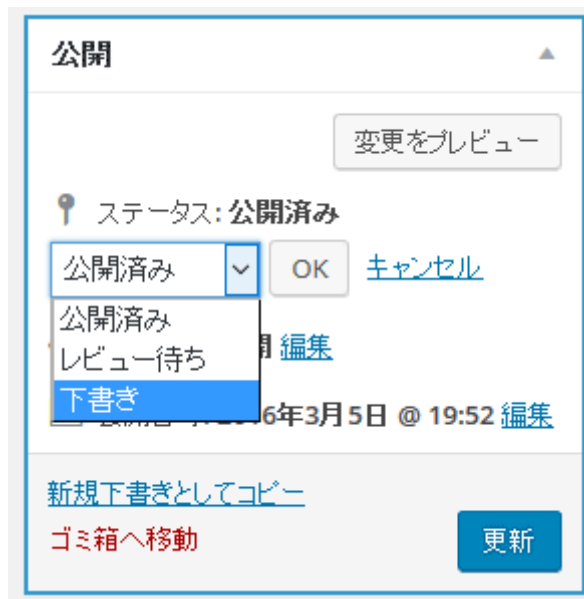 公開
変更をプレビュー
ステータス: 公開済み
公開済み
OK
キャンセル
公開済み
レビュー待ち
編集
下書き
6年3月5日 @ 19:52 編集
新規下書きとしてコピー
ゴミ箱へ移動
更新